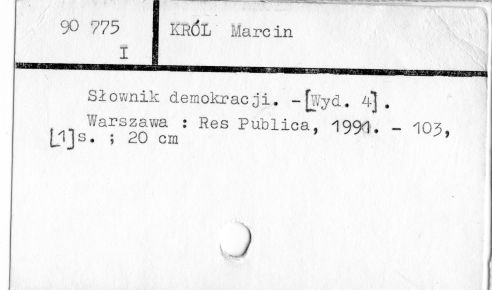 90 775 KRÓL Marcin
I
Słownik demokracji. -[Wyd. 4].
Warszawa : Res Publica, 1991. - 103,
[1]s. ; 20 cm